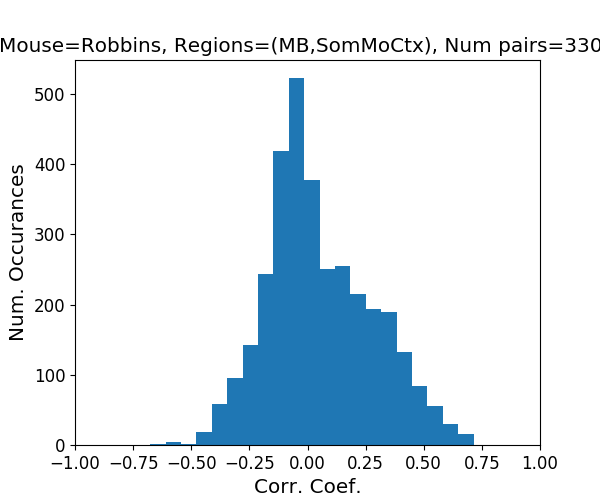 Mouse=Robbins, Regions=(MB,SomMoCtx), Num pairs=330
Num. Occurances
500
400
300
200
100
0
−1.00 −0.75 −0.50 −0.25 0.00 0.25 0.50 0.75 1.00
Corr. Coef.